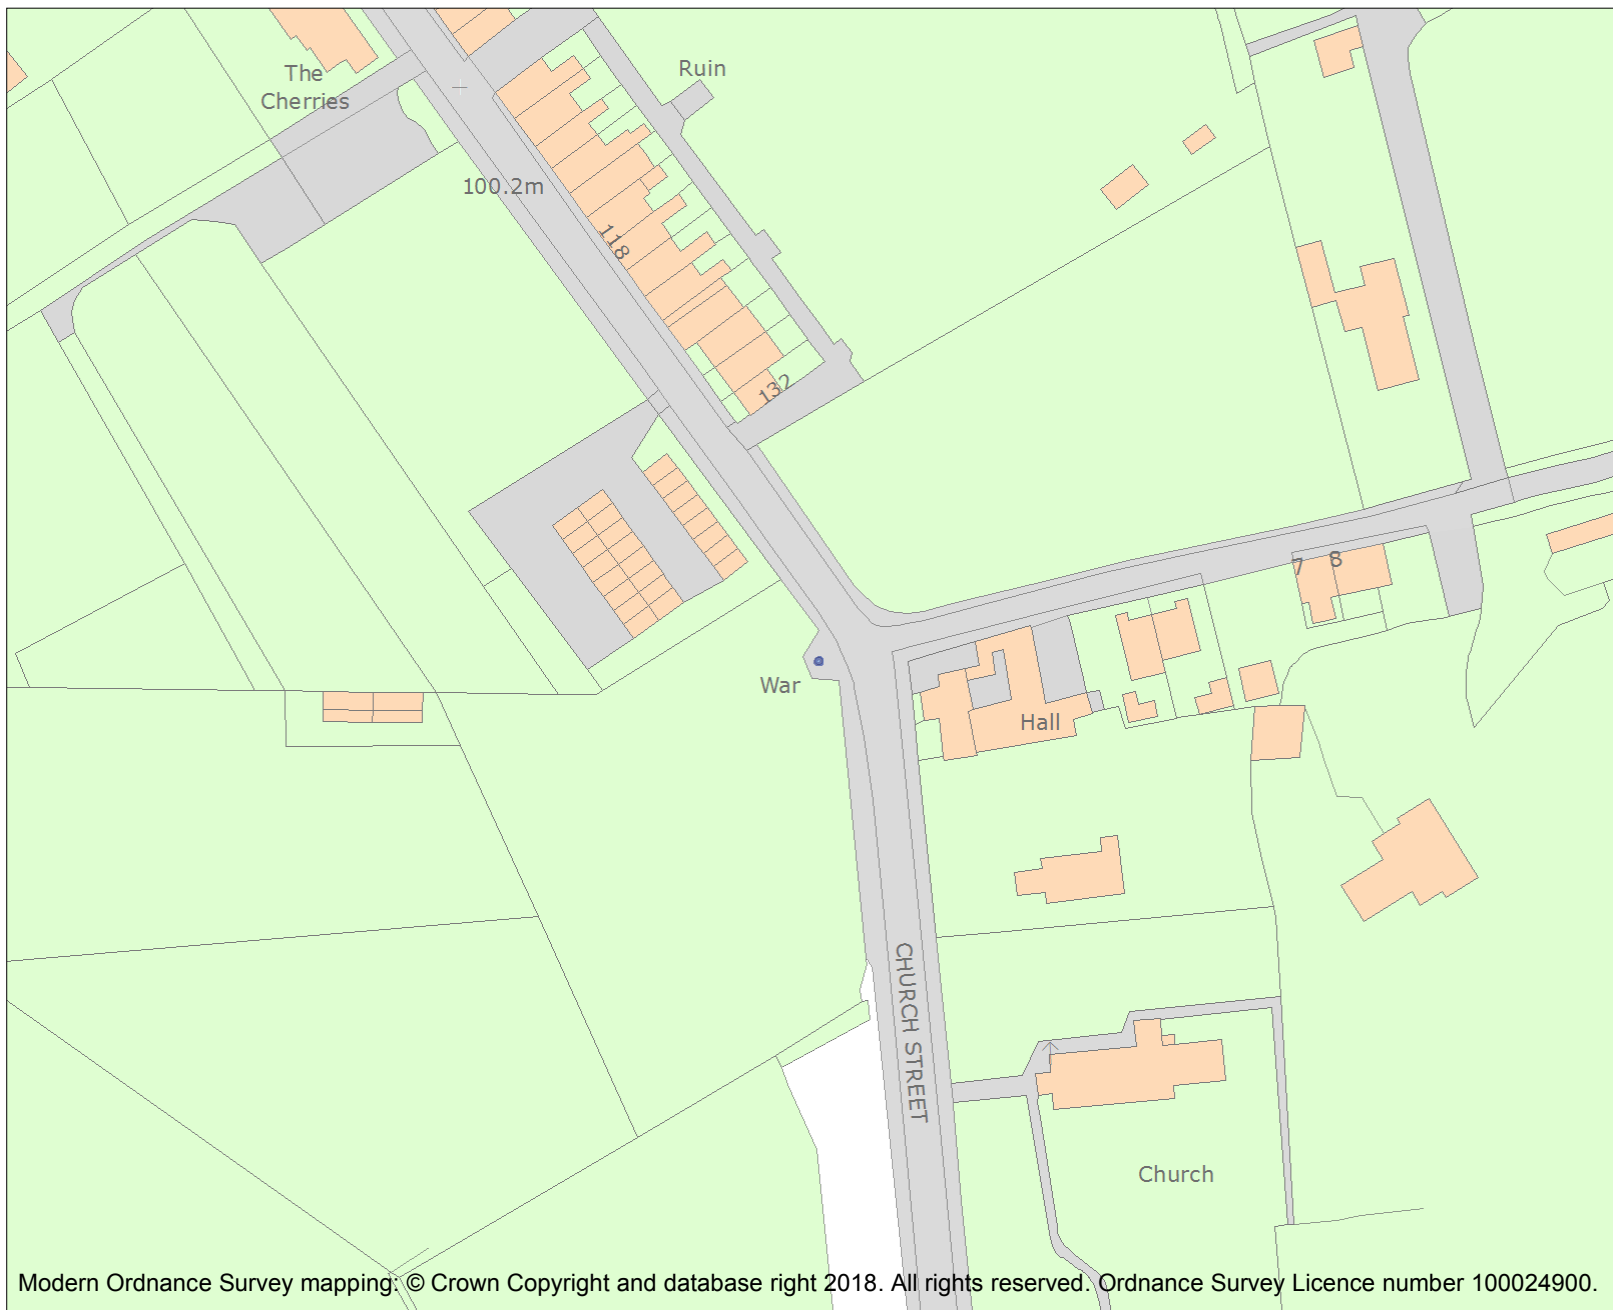 Ruin
The
Cherries
100.2m
118
132
7
8
War
Hall
CHURCH STREET
Church
Modern Ordnance Survey mapping: © Crown Copyright and database right 2018. All rights reserved. Ordnance Survey Licence number 100024900.